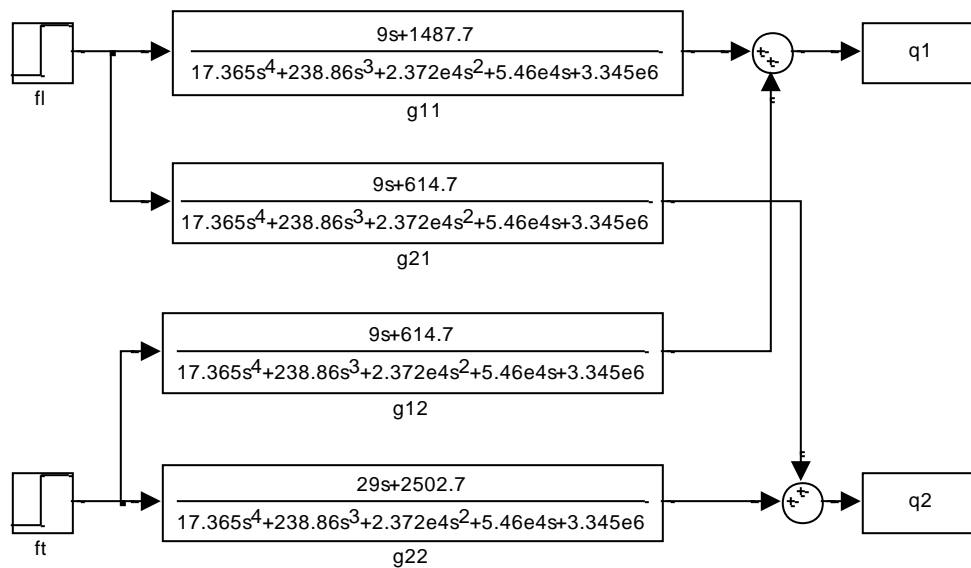 9s+1487.7
17.365s⁴+238.86s³+2.372e4s²+5.46e4s+3.345e6
q1
fl
g11
9s+614.7
17.365s⁴+238.86s³+2.372e4s²+5.46e4s+3.345e6
g21
9s+614.7
17.365s⁴+238.86s³+2.372e4s²+5.46e4s+3.345e6
g12
29s+2502.7
17.365s⁴+238.86s³+2.372e4s²+5.46e4s+3.345e6
q2
ft
g22